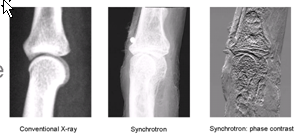 Conventional X-ray
Synchrotron
Synchrotron: phase contrast